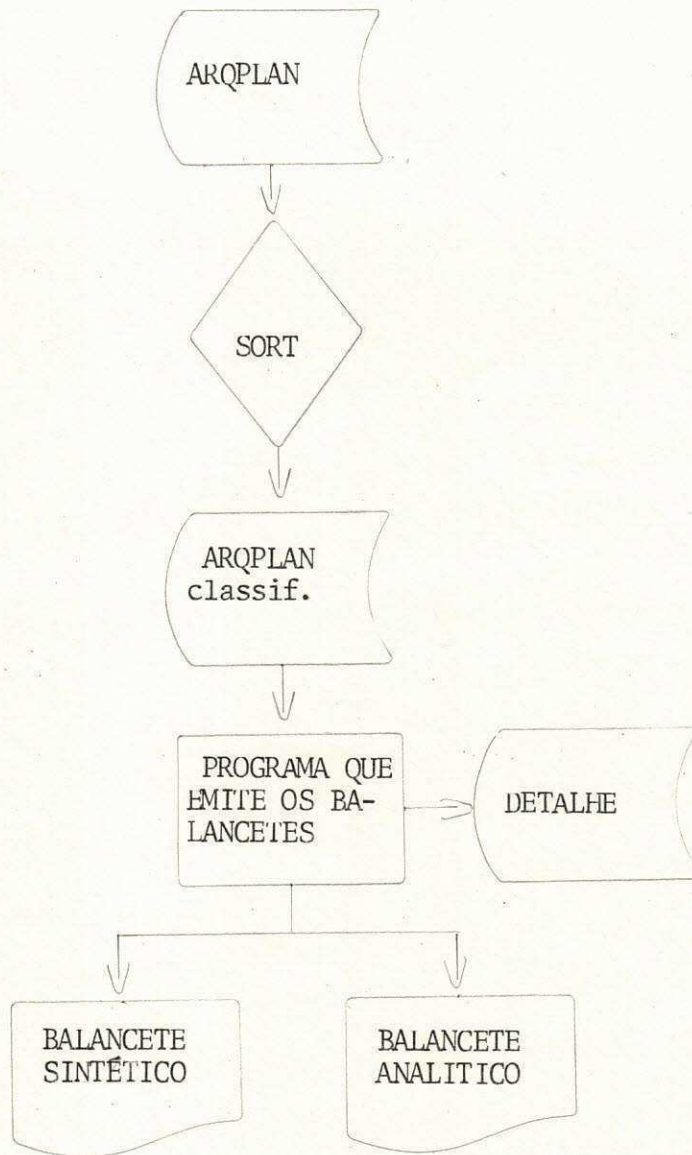 ARQPLAN
SORT
ARQPLAN
classif.
PROGRAMA QUE
EMITE OS BA-
LANCETES
DETALHE
BALANCETE
SINTÉTICO
BALANCETE
ANALITICO